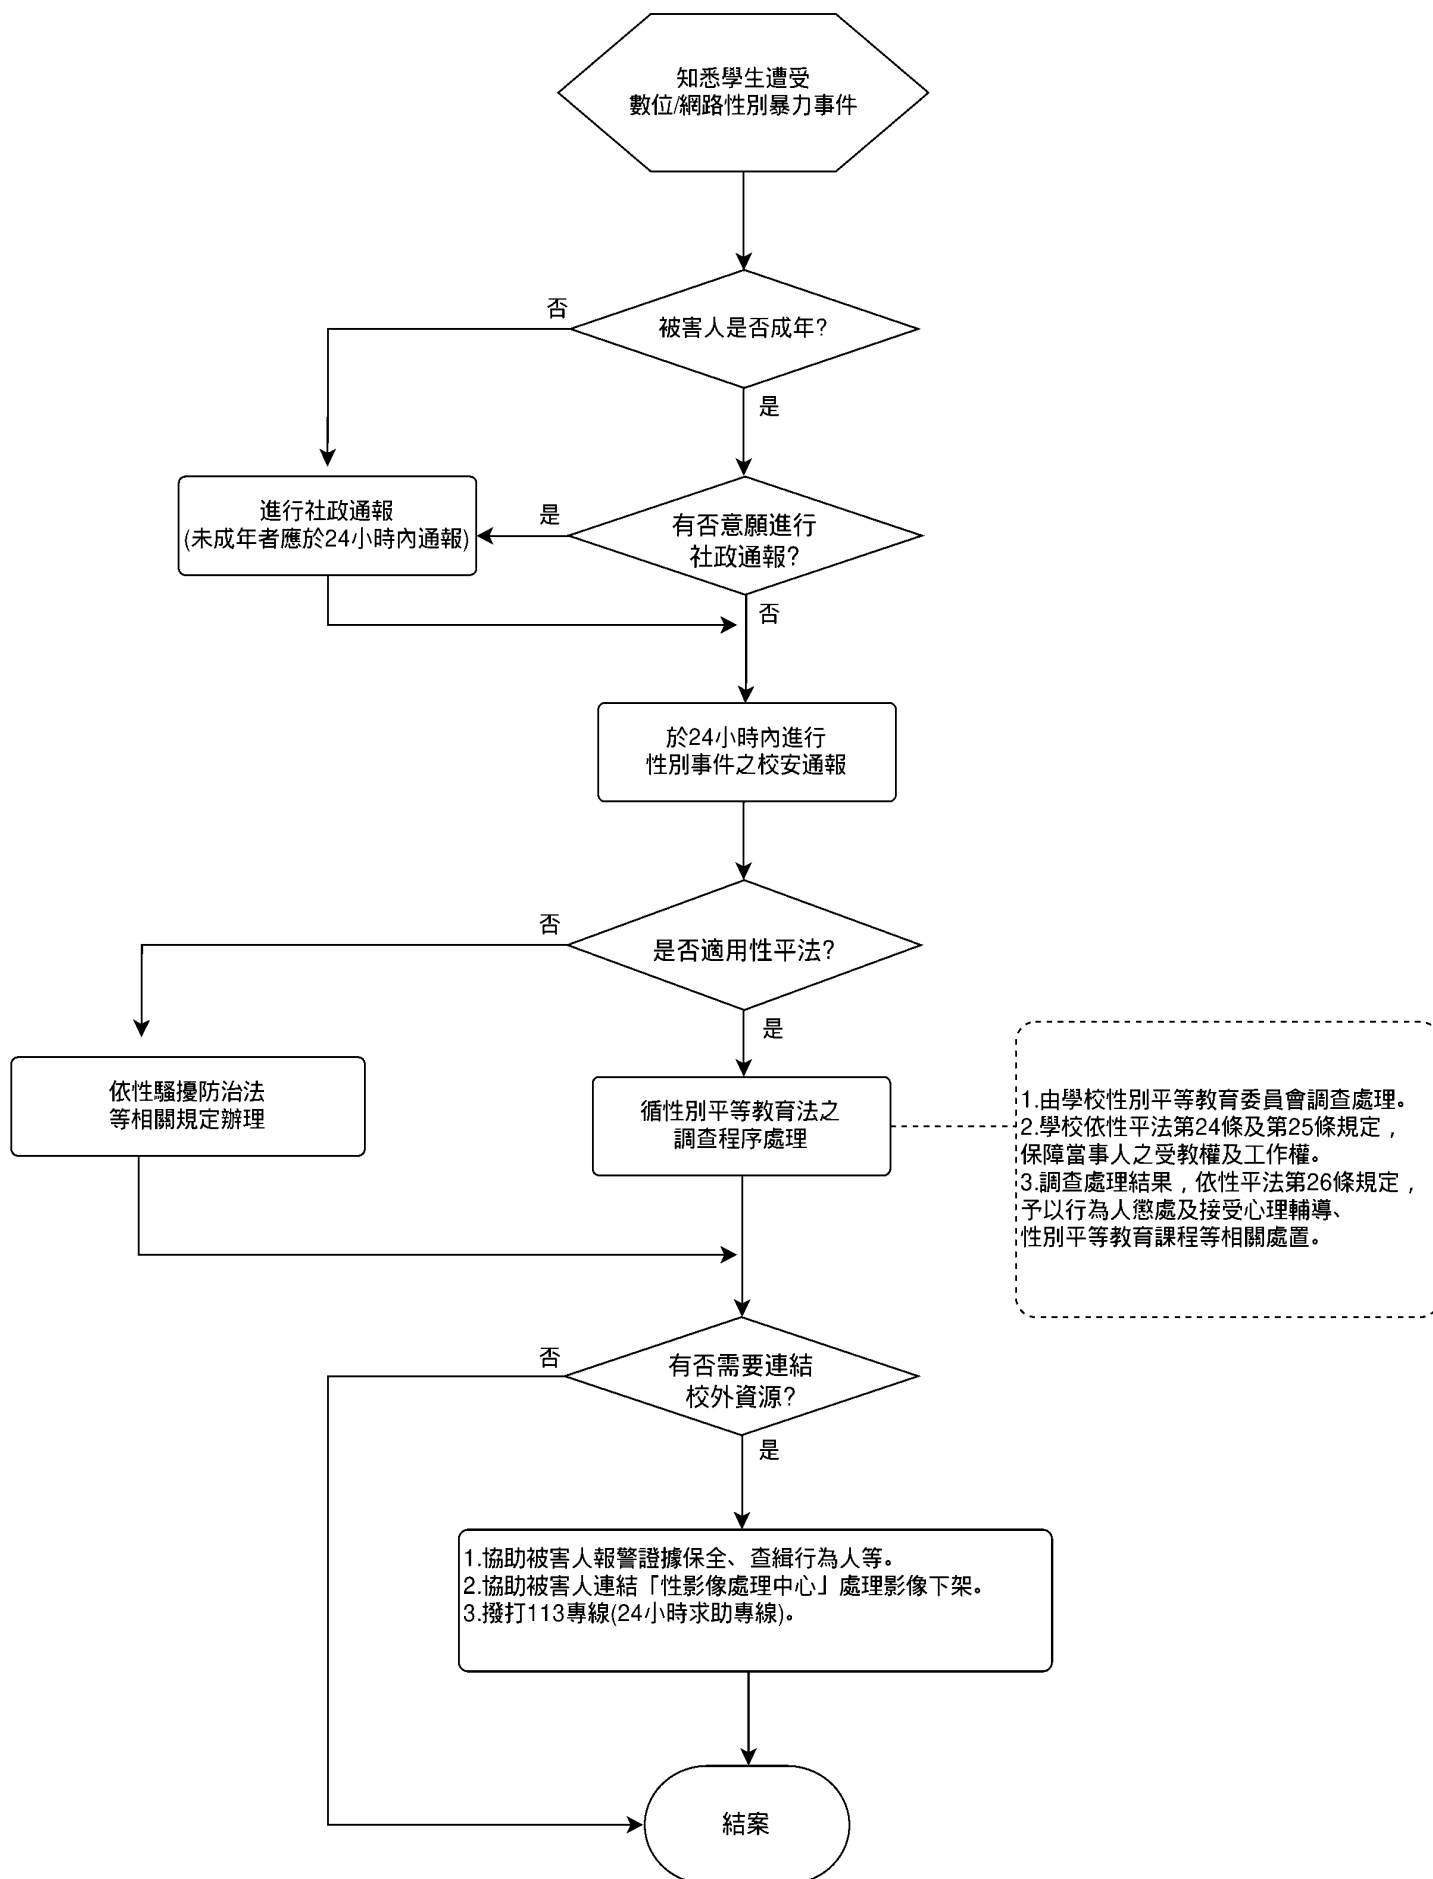 知悉學生遭受
數位/網路性別暴力事件
否
被害人是否成年?
是
進行社政通報
(未成年者應於24小時內通報)
是
有否意願進行
社政通報?
否
於24小時內進行
性別事件之校安通報
否
是否適用性平法?
是
依性騷擾防治法
等相關規定辦理
循性別平等教育法之
調查程序處理
1.由學校性別平等教育委員會調查處理。
2.學校依性平法第24條及第25條規定，
保障當事人之受教權及工作權。
3.調查處理結果，依性平法第26條規定，
予以行為人懲處及接受心理輔導、
性別平等教育課程等相關處置。
否
有否需要連結
校外資源?
是
1.協助被害人報警證據保全、查緝行為人等。
2.協助被害人連結「性影像處理中心」處理影像下架。
3.撥打113專線(24小時求助專線)。
結案